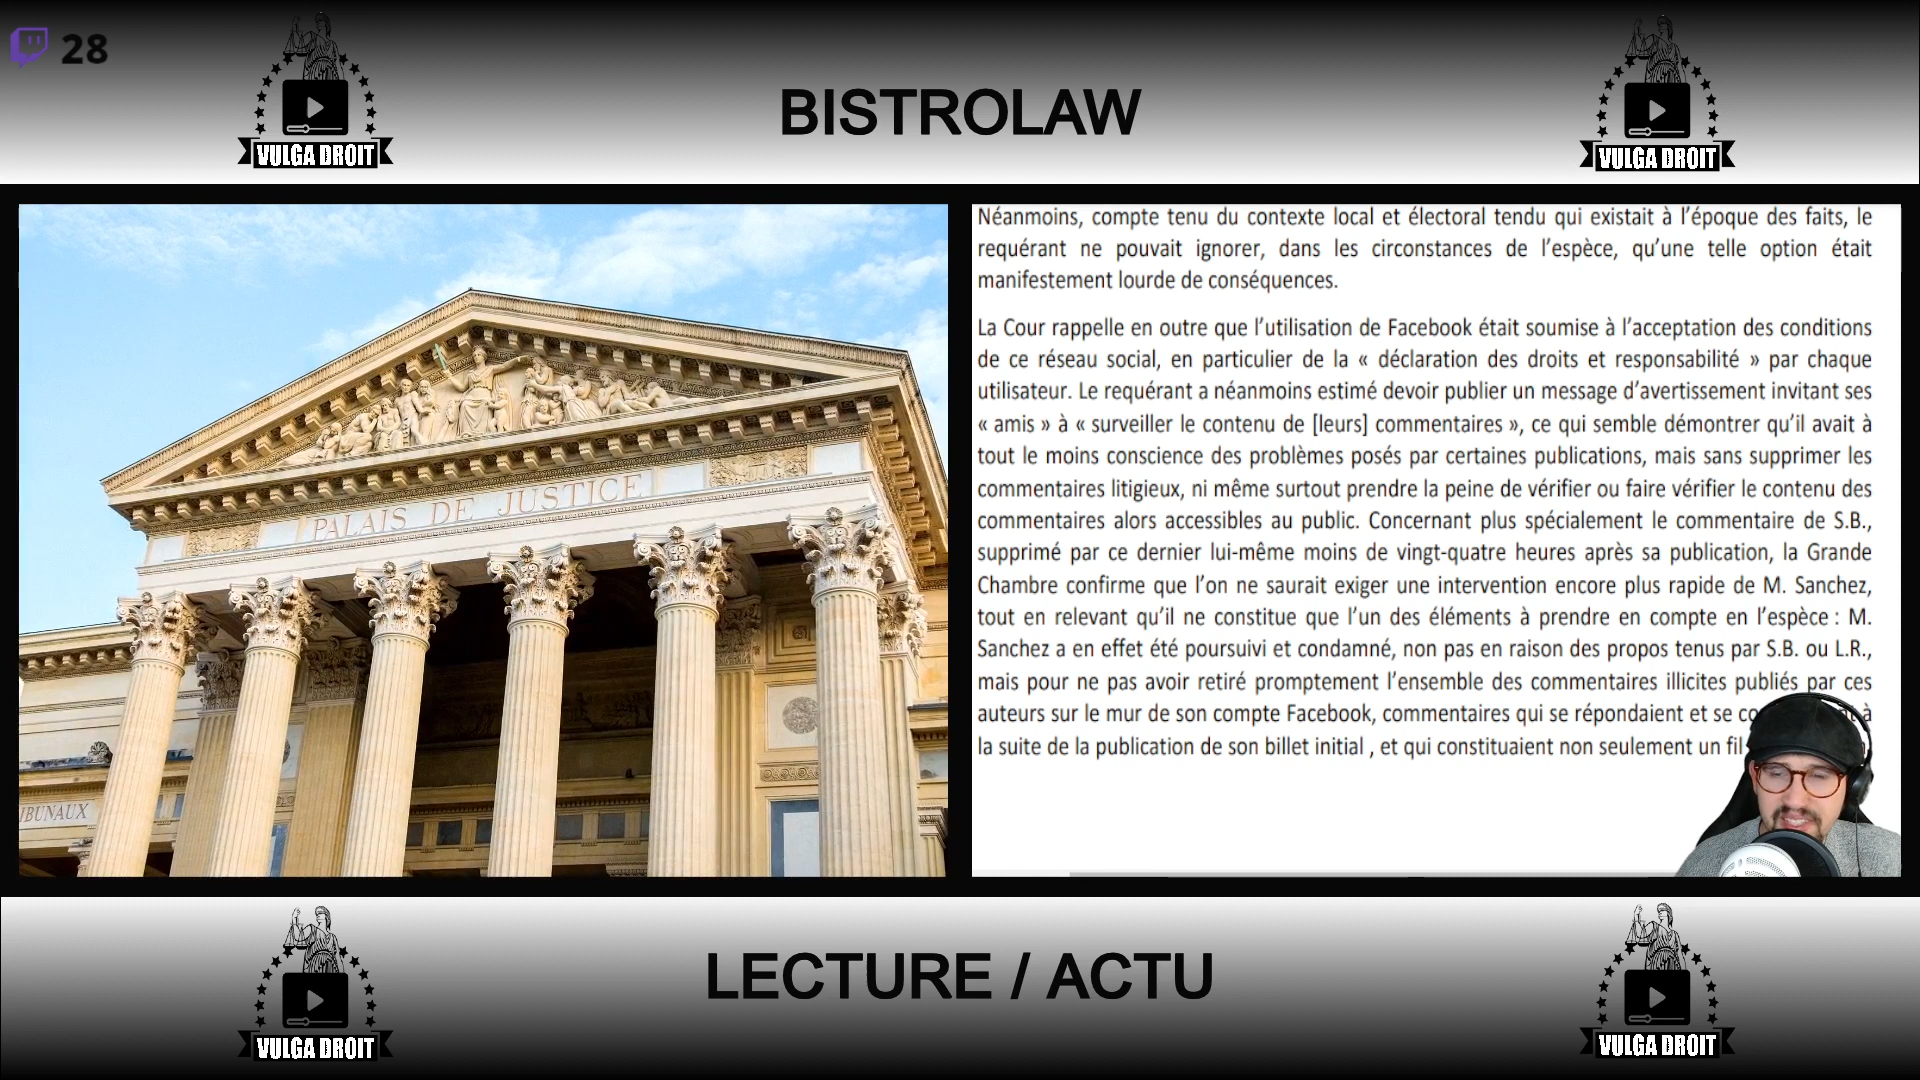 28
BISTROLAW
VULGA DROIT
VULGA DROIT
PALAIS DE JUSTICE
IBUNAUX
Néanmoins, compte tenu du contexte local et électoral tendu qui existait à l’époque des faits, le
requérant ne pouvait ignorer, dans les circonstances de l’espèce, qu’une telle option était
manifestement lourde de conséquences.
La Cour rappelle en outre que l’utilisation de Facebook était soumise à l’acceptation des conditions
de ce réseau social, en particulier de la « déclaration des droits et responsabilité » par chaque
utilisateur. Le requérant a néanmoins estimé devoir publier un message d’avertissement invitant ses
« amis » à « surveiller le contenu de [leurs] commentaires », ce qui semble démontrer qu’il avait à
tout le moins conscience des problèmes posés par certaines publications, mais sans supprimer les
commentaires litigieux, ni même surtout prendre la peine de vérifier ou faire vérifier le contenu des
commentaires alors accessibles au public. Concernant plus spécialement le commentaire de S.B.,
supprimé par ce dernier lui-même moins de vingt-quatre heures après sa publication, la Grande
Chambre confirme que l’on ne saurait exiger une intervention encore plus rapide de M. Sanchez,
tout en relevant qu’il ne constitue que l’un des éléments à prendre en compte en l’espèce : M.
Sanchez a en effet été poursuivi et condamné, non pas en raison des propos tenus par S.B. ou L.R.,
mais pour ne pas avoir retiré promptement l’ensemble des commentaires illicites publiés par ces
auteurs sur le mur de son compte Facebook, commentaires qui se répondaient et se à
la suite de la publication de son billet initial , et qui constituaient non seulement un fil
LECTURE / ACTU
VULGA DROIT
VULGA DROIT